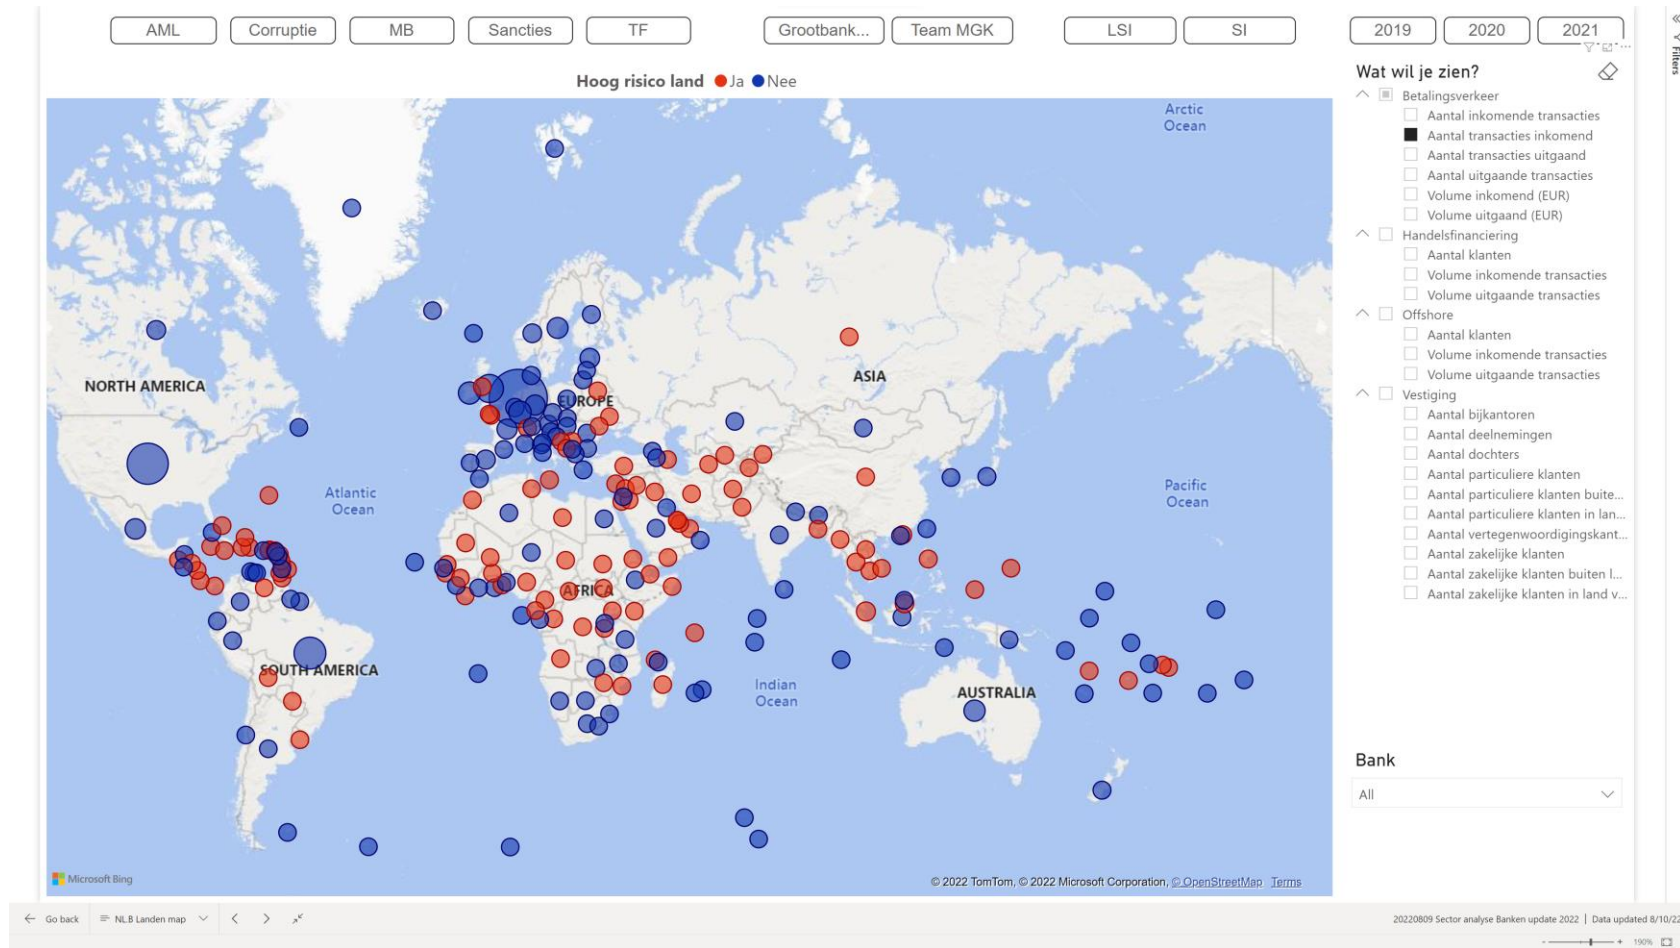 AML
Corruptie
MB
Sancties
TF
Grootbank...
Team MGK
LSI
SI
2019
2020
2021
Filters
Hoog risico land Ja Nee
Wat wil je zien?
Betalingsverkeer
Aantal inkomende transacties
Aantal transacties inkomend
Aantal transacties uitgaand
Aantal uitgaande transacties
Volume inkomend (EUR)
Volume uitgaand (EUR)
Handelsfinanciering
Aantal klanten
Volume inkomende transacties
Volume uitgaande transacties
Offshore
Aantal klanten
Volume inkomende transacties
Volume uitgaande transacties
Vestiging
Aantal bijkantoren
Aantal deelnemingen
Aantal dochters
Aantal particuliere klanten
Aantal particuliere klanten buite...
Aantal particuliere klanten in lan...
Aantal vertegenwoordigingskant...
Aantal zakelijke klanten
Aantal zakelijke klanten buiten l...
Aantal zakelijke klanten in land v...
Bank
All
Arctic
Ocean
NORTH AMERICA
EUROPE
ASIA
Atlantic
Ocean
Pacific
Ocean
AFRICA
SOUTH AMERICA
Indian
Ocean
AUSTRALIA
Microsoft Bing
© 2022 TomTom, © 2022 Microsoft Corporation, © OpenStreetMap Terms
Go back
NL.B Landen map
20220809 Sector analyse Banken update 2022 | Data updated 8/10/22
190%